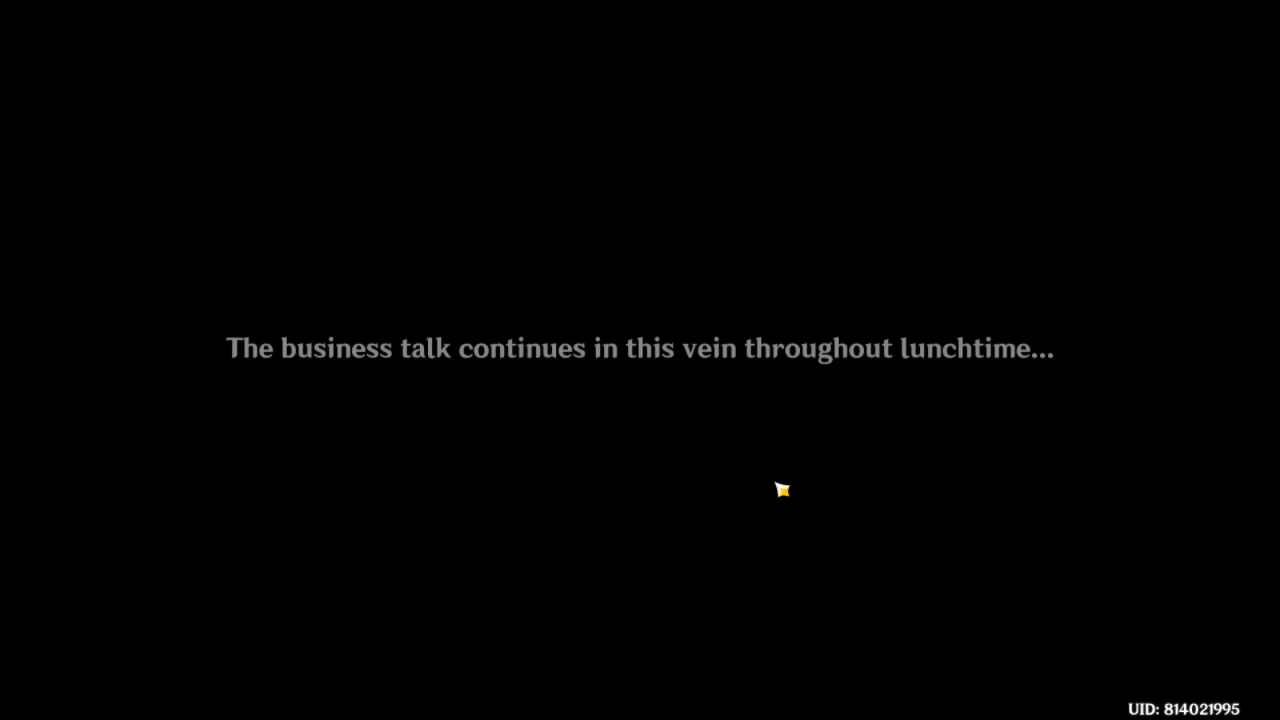 The business talk continues in this vein throughout lunchtime...
UID: 814021995